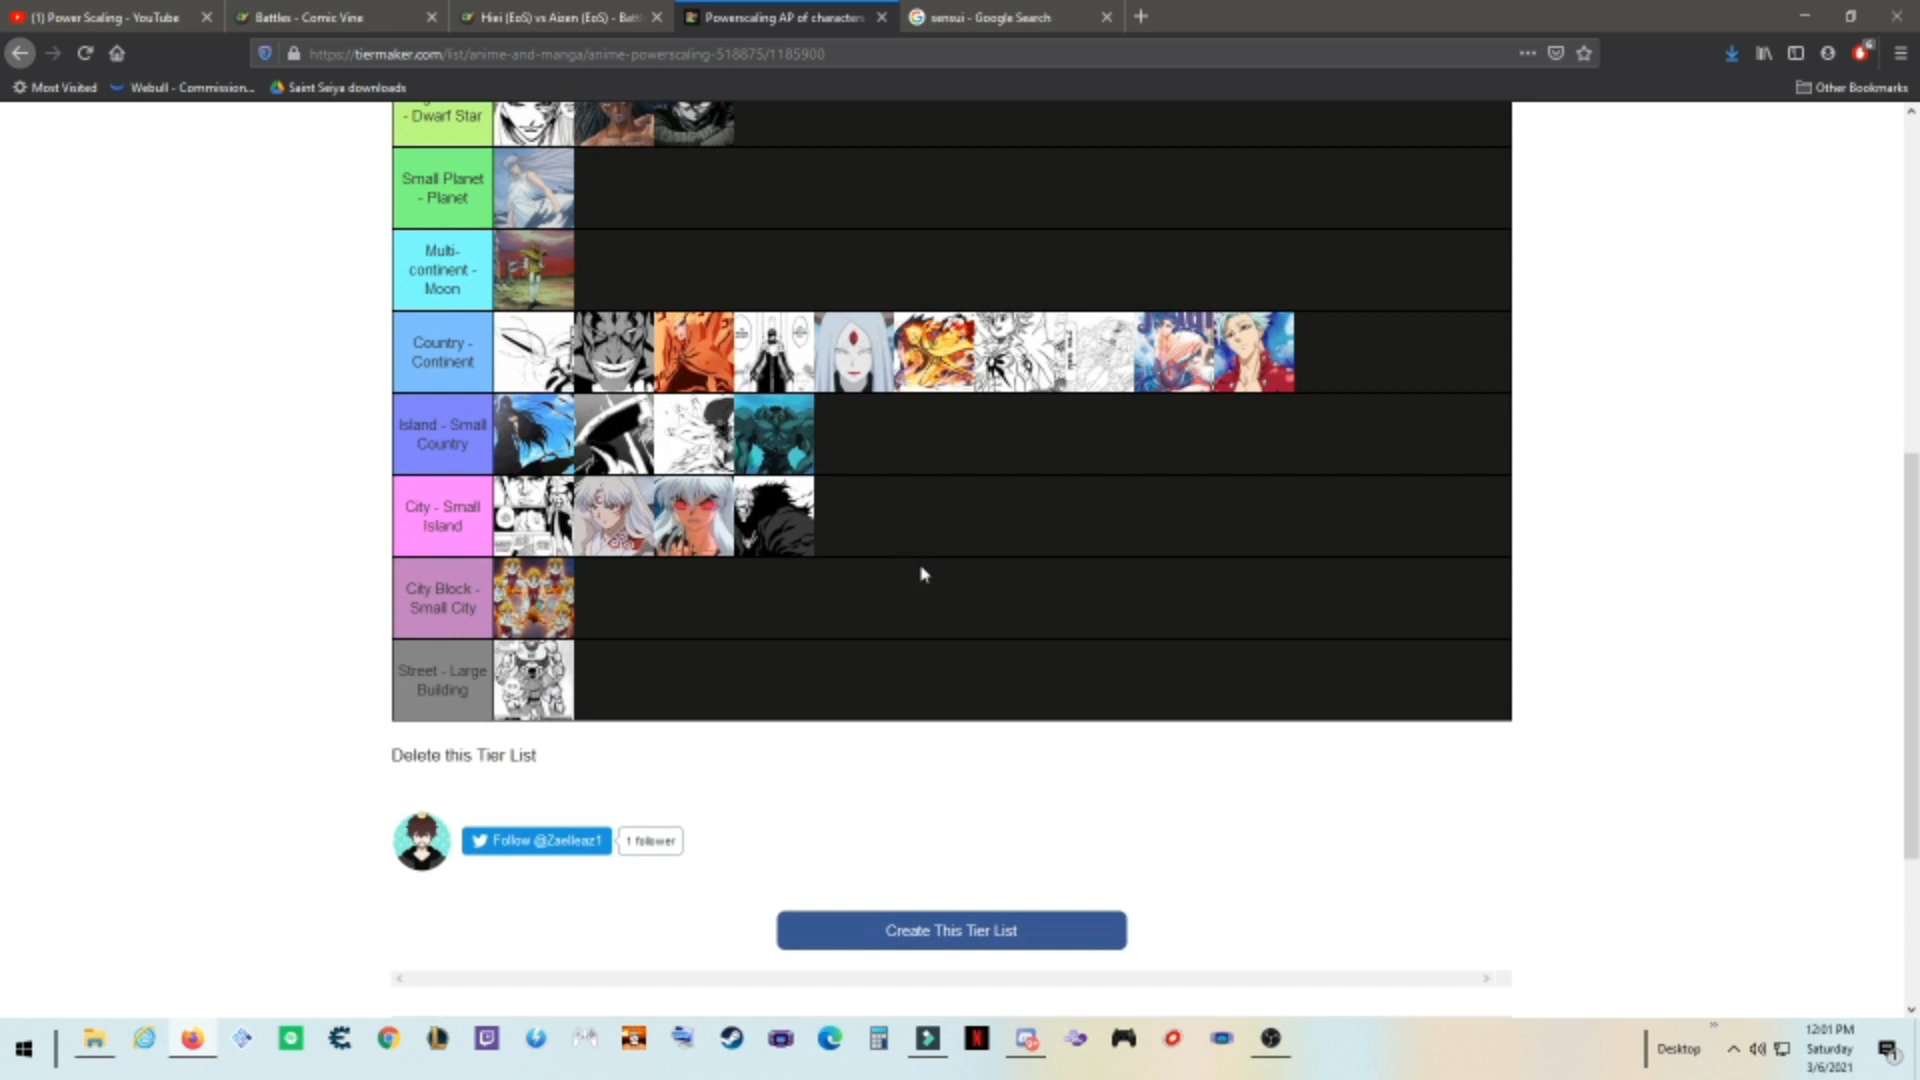 (1) Power Scaling - YouTube
Battles - Comic Vine
Hiei (EoS) vs Aizen (EoS) - Battl
Powerscaling AP of characters
sensui - Google Search
https://tiermaker.com/list/anime-and-manga/anime-powerscaling-518875/1185900
6
Most Visited
Webull - Commission...
Saint Seiya downloads
Other Bookmarks
- Dwarf Star
Small Planet
- Planet
Multi-
continent -
Moon
Country -
Continent
Island - Small
Country
City - Small
Island
City Block -
Small City
Street - Large
Building
Delete this Tier List
Follow @Zaelleaz1
1 follower
Create This Tier List
Desktop
12:01 PM
Saturday
3/6/2021
1